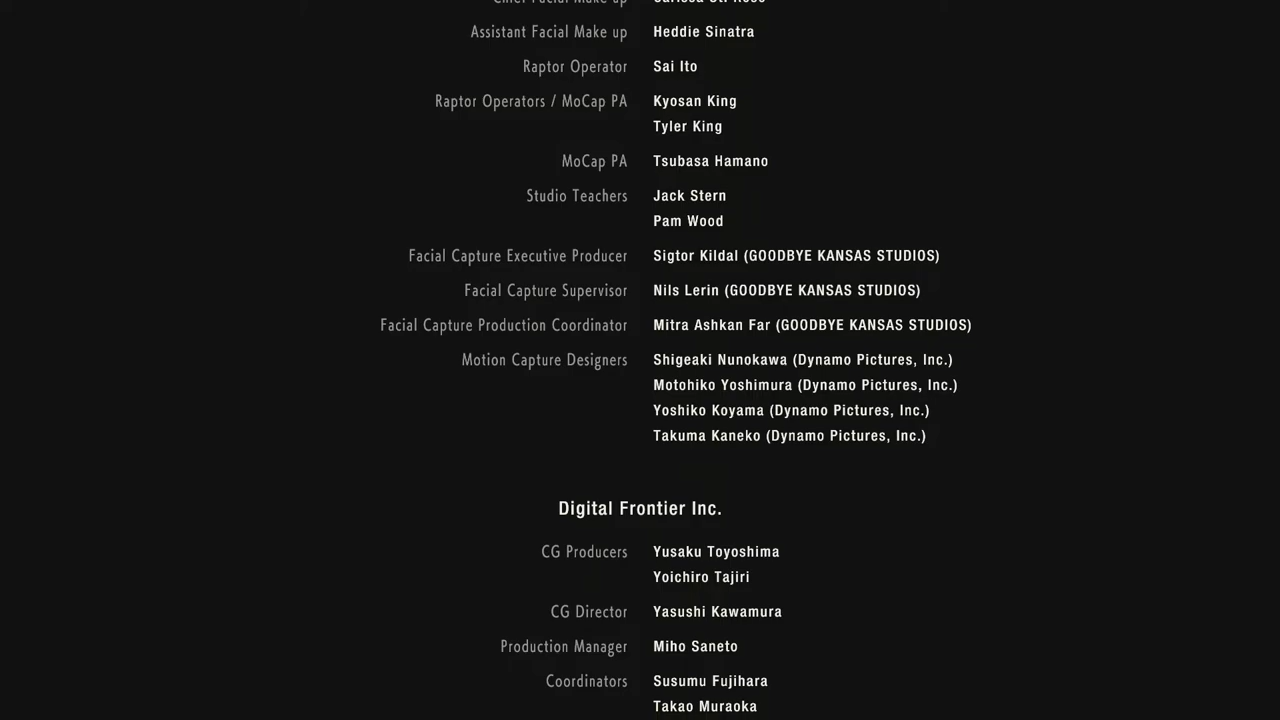 Assistant Facial Make up Heddie Sinatra
Raptor Operator Sai Ito
Raptor Operators / MoCap PA Kyosan King
Tyler King
MoCap PA Tsubasa Hamano
Studio Teachers Jack Stern
Pam Wood
Facial Capture Executive Producer Sigtor Kildal (GOODBYE KANSAS STUDIOS)
Facial Capture Supervisor Nils Lerin (GOODBYE KANSAS STUDIOS)
Facial Capture Production Coordinator Mitra Ashkan Far (GOODBYE KANSAS STUDIOS)
Motion Capture Designers Shigeaki Nunokawa (Dynamo Pictures, Inc.)
Motohiko Yoshimura (Dynamo Pictures, Inc.)
Yoshiko Koyama (Dynamo Pictures, Inc.)
Takuma Kaneko (Dynamo Pictures, Inc.)
Digital Frontier Inc.
CG Producers Yusaku Toyoshima
Yoichiro Tajiri
CG Director Yasushi Kawamura
Production Manager Miho Saneto
Coordinators Susumu Fujihara
Takao Muraoka